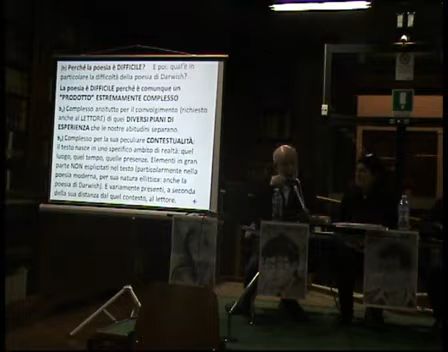 b) Perché la poesia è DIFFICILE? E poi: qual'è in
particolare la difficoltà della poesia di Darwish?
La poesia è DIFFICILE perché è comunque un
"PRODOTTO" ESTREMAMENTE COMPLESSO
a,) Complesso anzitutto per il coinvolgimento (richiesto
anche al LETTORE) di quei DIVERSI PIANI DI
ESPERIENZA che le nostre abitudini separano.
b,) Complesso per la sua peculiare CONTESTUALITÀ:
il testo nasce in uno specifico ambito di realtà: quel
luogo, quel tempo, quelle presenze. Elementi in gran
parte NON esplicitati nel testo (particolarmente nella
poesia moderna, per sua natura ellittica: anche la
poesia di Darwish). E variamente presenti, a seconda
della sua distanza dal quel contesto, al lettore.